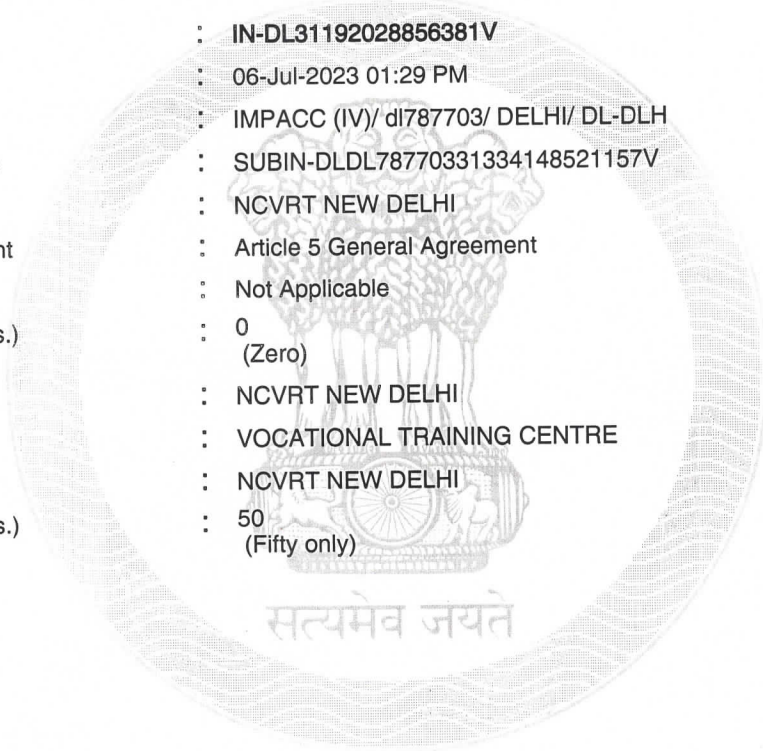 : IN-DL31192028856381V
: 06-Jul-2023 01:29 PM
: IMPACC (IV)/ dl787703/ DELHI/ DL-DLH
: SUBIN-DLDL78770331334148521157V
: NCVRT NEW DELHI
nt : Article 5 General Agreement
: Not Applicable
s.) : 0
(Zero)
: NCVRT NEW DELHI
: VOCATIONAL TRAINING CENTRE
: NCVRT NEW DELHI
s.) : 50
(Fifty only)
सत्यमेव जयते